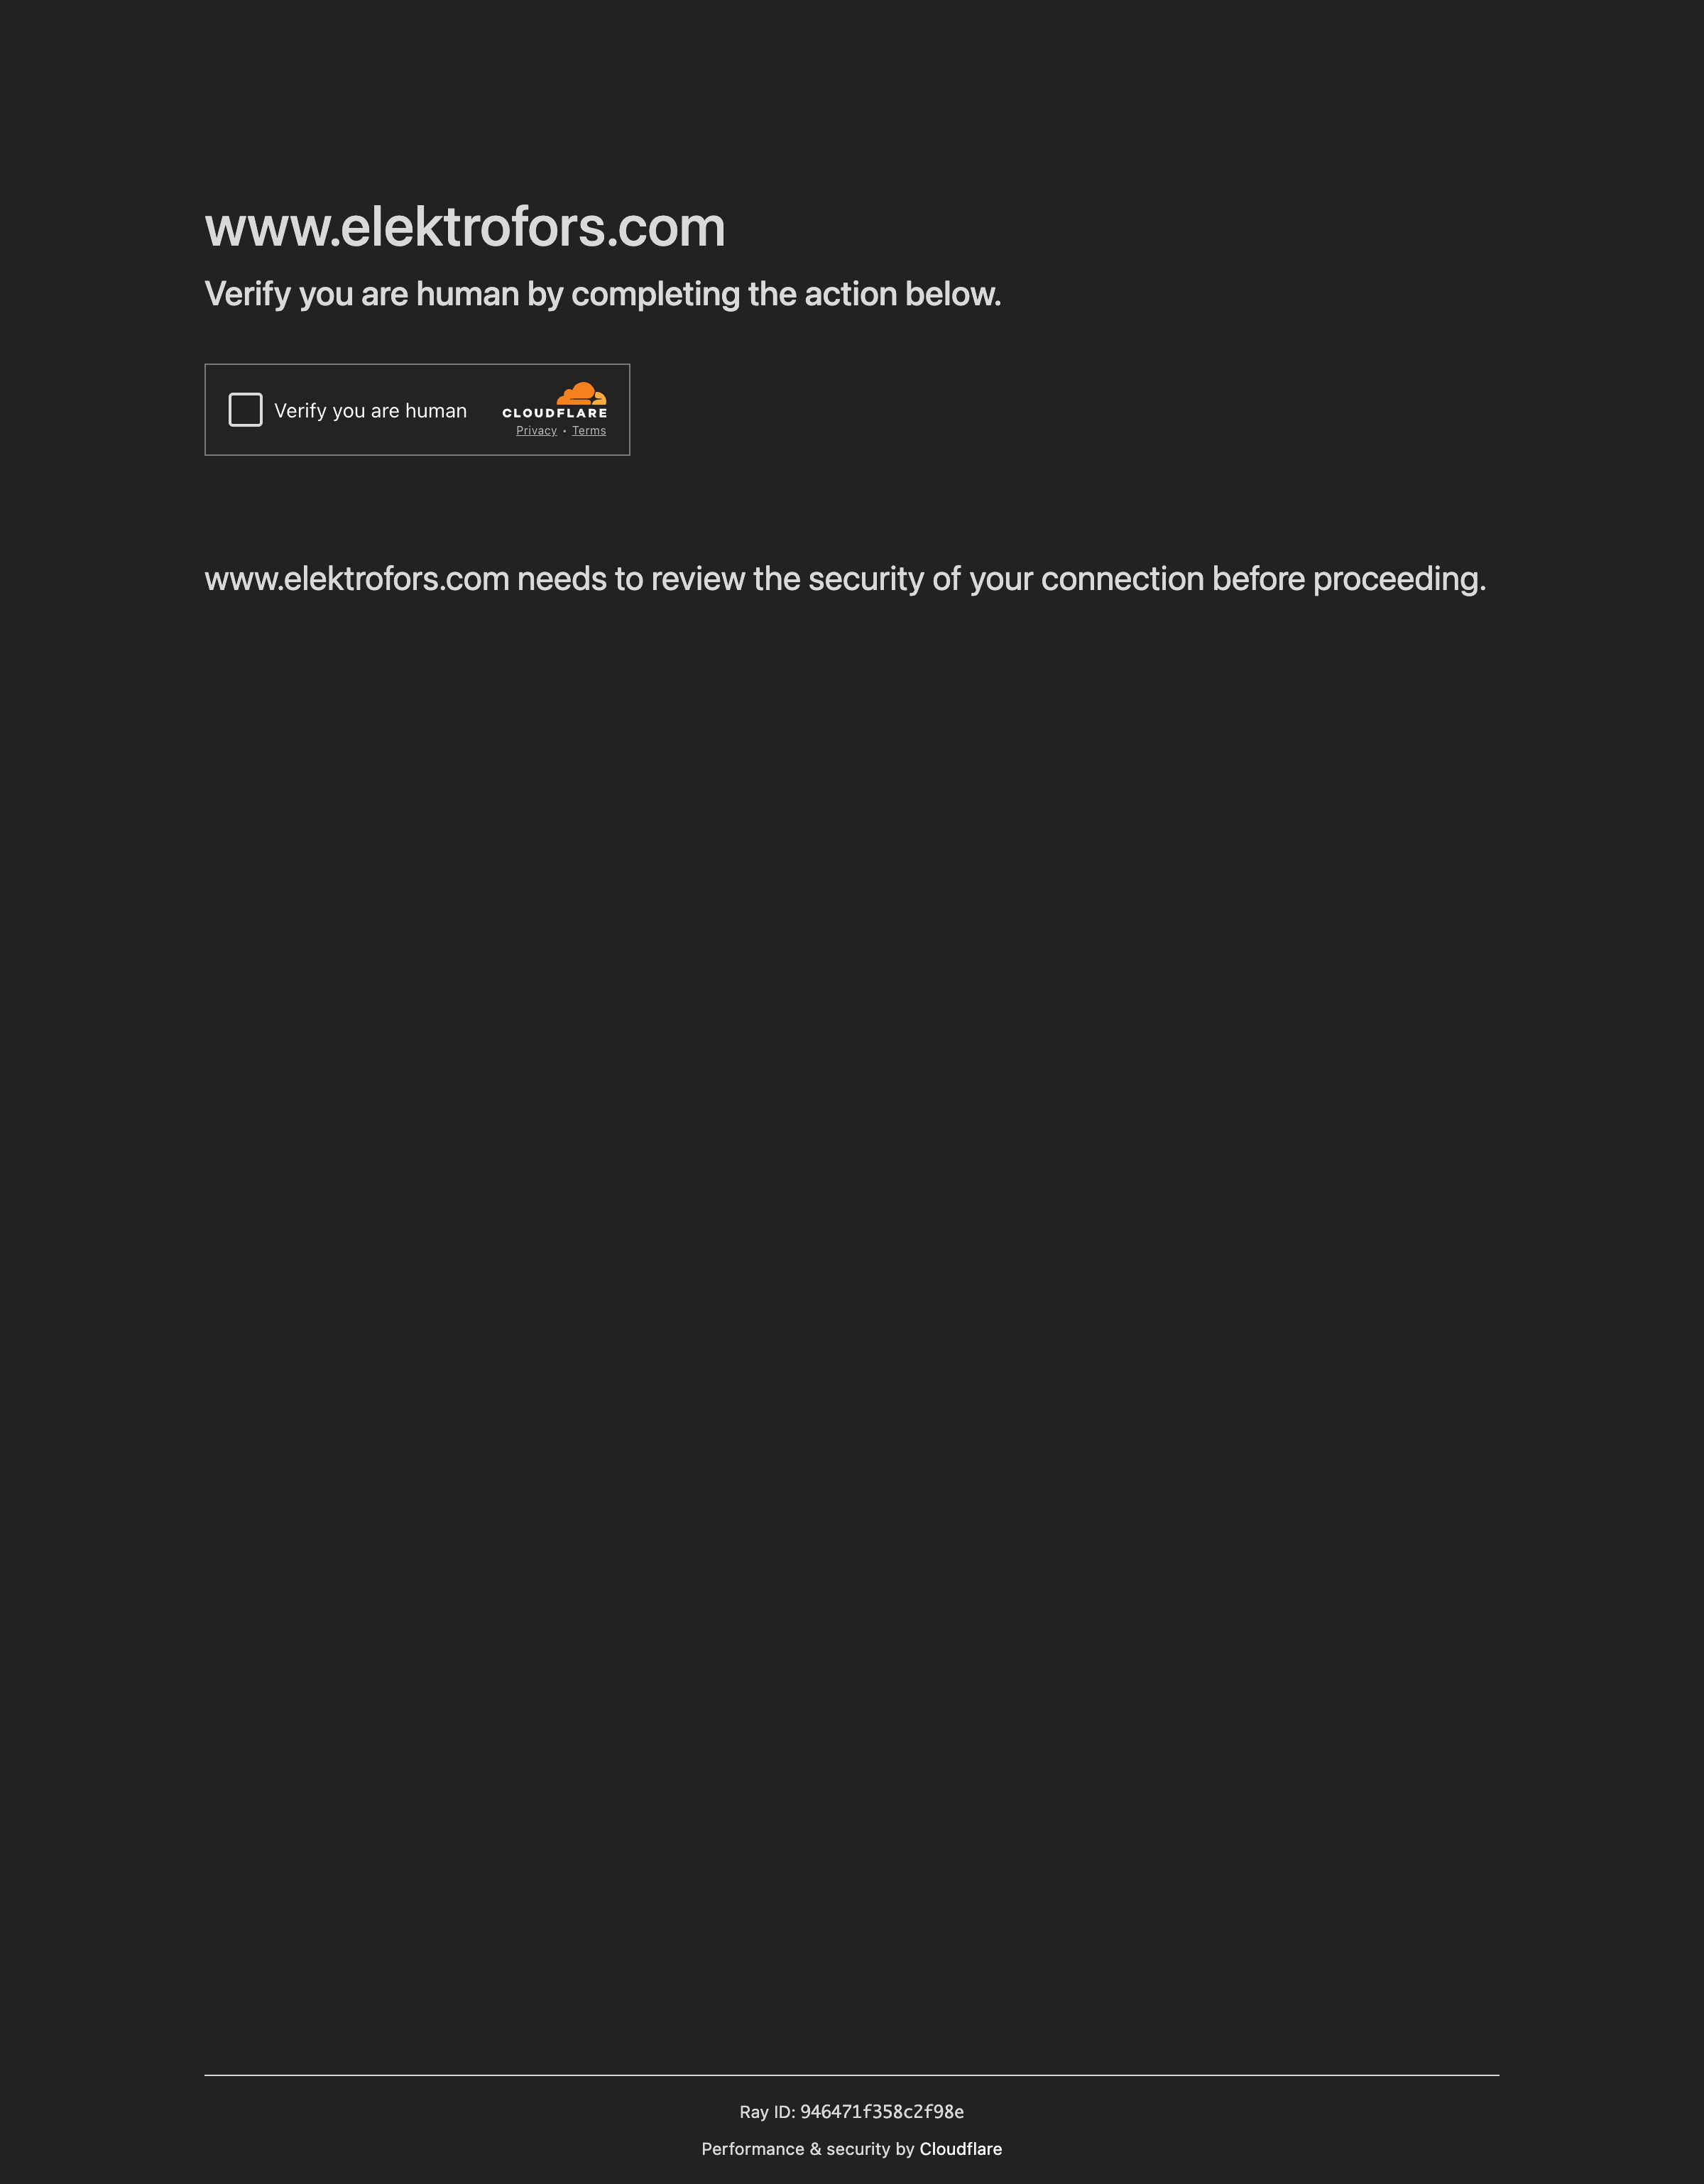 www.elektrofors.com
Verify you are human by completing the action below.
Verify you are human
CLOUDFLARE
Privacy • Terms
www.elektrofors.com needs to review the security of your connection before proceeding.
Ray ID: 946471f358c2f98e
Performance & security by Cloudflare